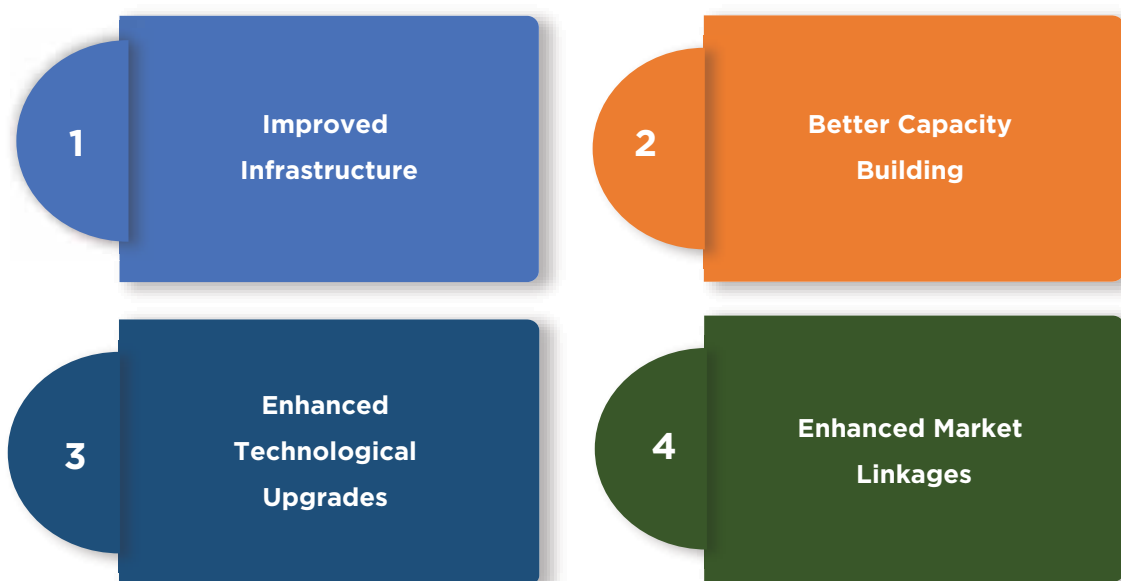 1
Improved
Infrastructure
2
Better Capacity
Building
3
Enhanced
Technological
Upgrades
4
Enhanced Market
Linkages